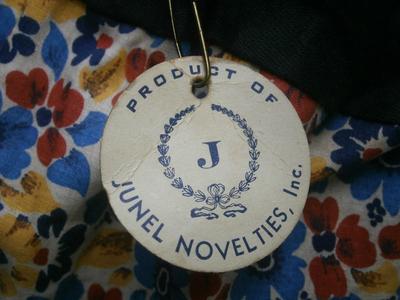 PRODUCT OF
J
JUNEL NOVELTIES, Inc.